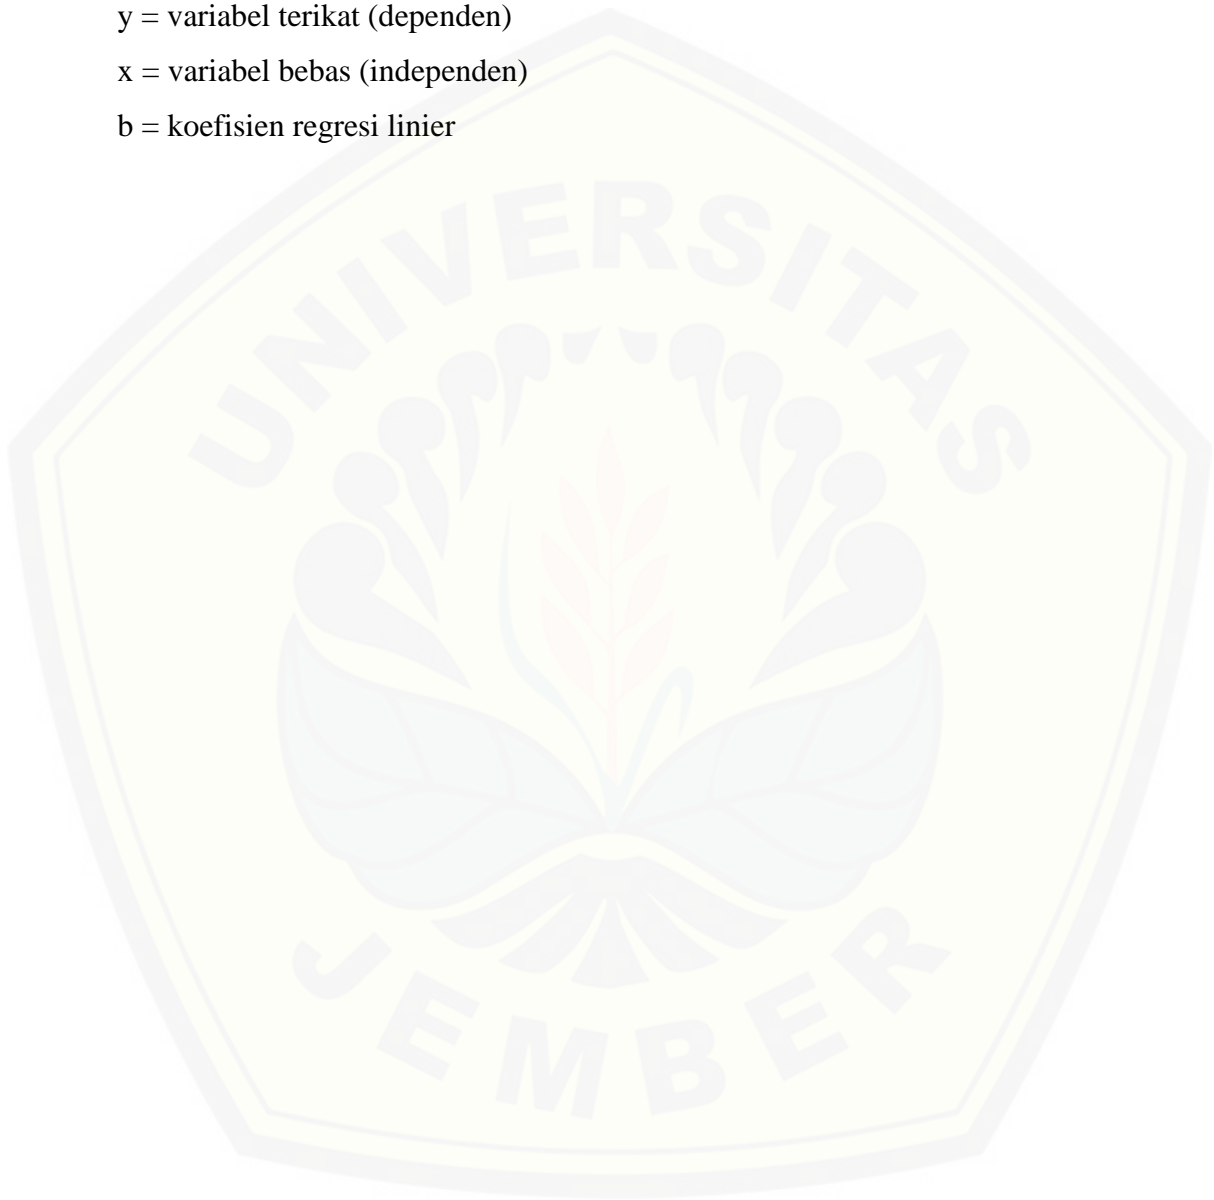 y = variabel terikat (dependen)
x = variabel bebas (independen)
b = koefisien regresi linier
UNIVERSITAS
JEMBER